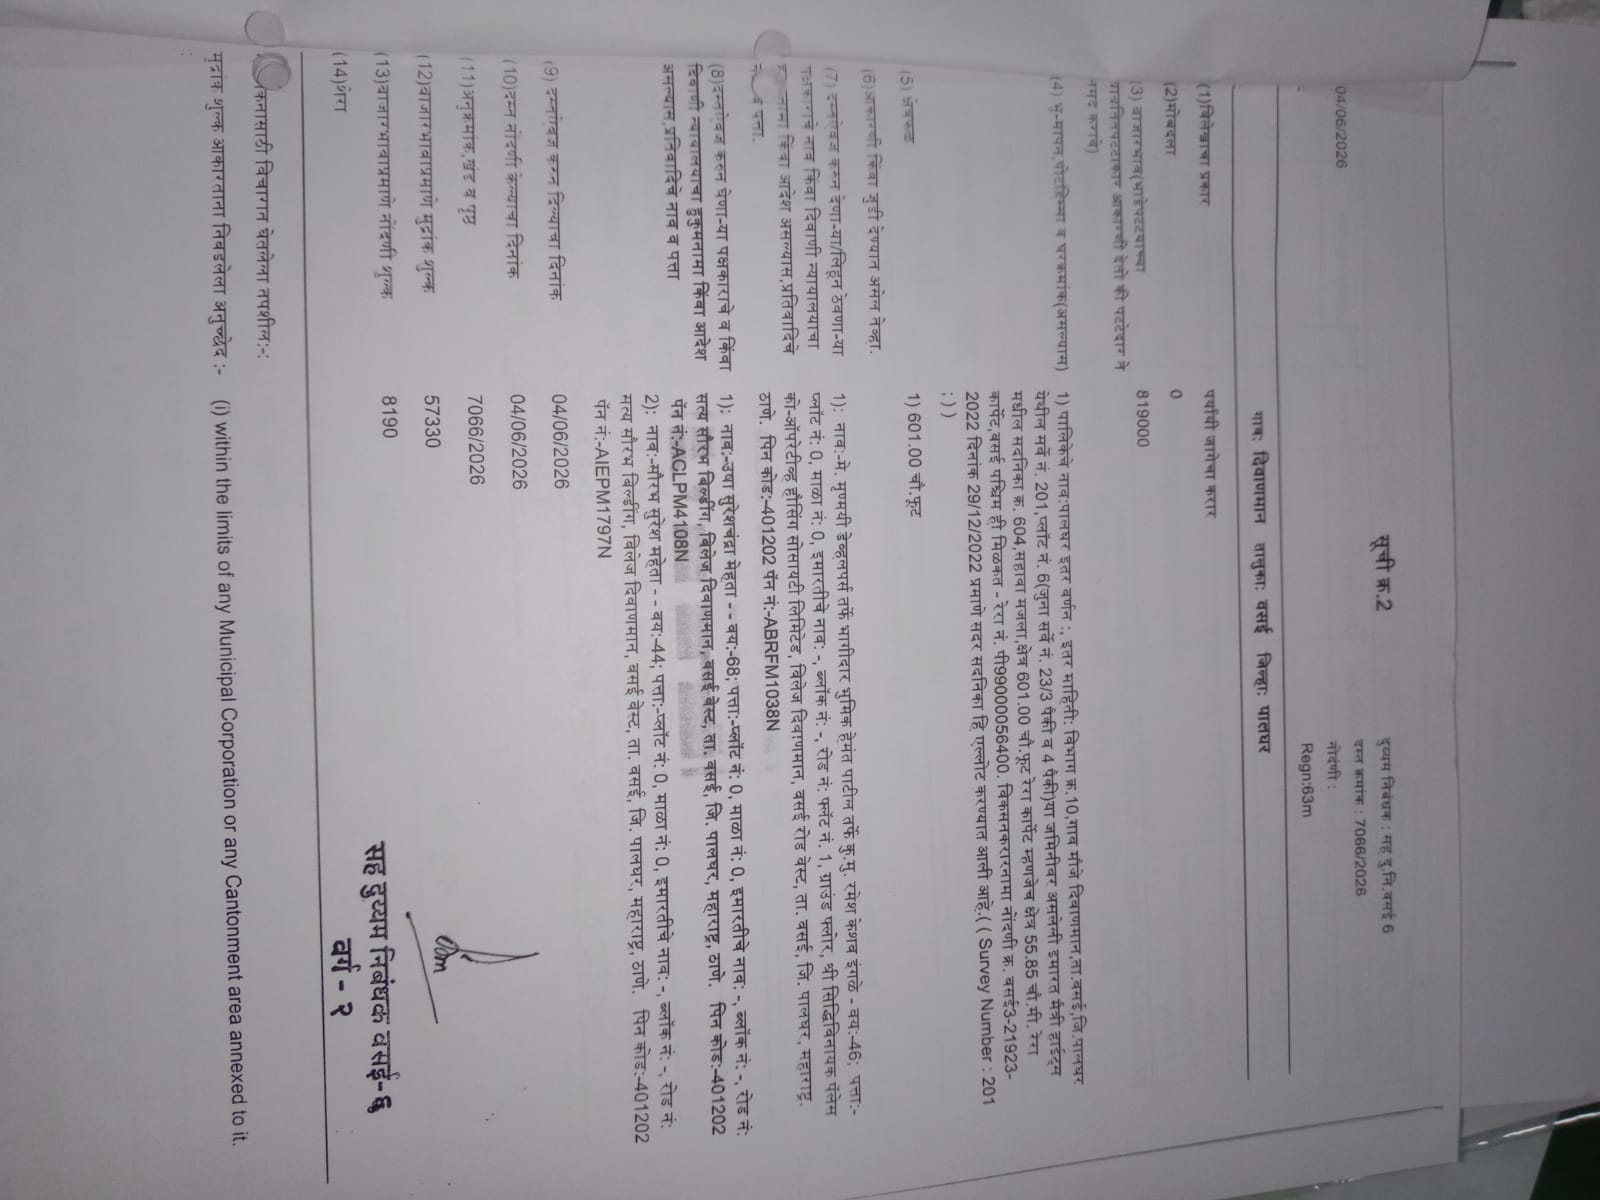 सूची क्र.2
दुय्यम निबंधक : सह दु.नि.वसई 6
दस्त क्रमांक : 7066/2026
04/06/2026
नोदंणी :
Regn:63m
गाव: दिवाणमान तालुका: वसई जिल्हा: पालघर
(1)विलेखाचा प्रकार पर्यायी जागेचा करार
(2)मोबदला 0
(3) बाजारभाव(भाडेपटटयाच्या 819000
बाबतितपटटाकार आकारणी देतो की पटटेदार ते
नमुद करावे)
(4) भू-मापन,पोटहिस्सा व घरक्रमांक(असल्यास) 1) पालिकेचे नाव:पालघर इतर वर्णन :, इतर माहिती: विभाग क्र.10,गाव मौजे दिवाणमान,ता.वसई,जि.पालघर
येथील सर्वे नं. 201,प्लॉट नं. 6(जुना सर्वे नं. 23/3 पैकी व 4 पैकी)या जमिनीवर असलेली इमारत मैत्री हाईट्स
मधील सदनिका क्र. 604,सहावा मजला,क्षेत्र 601.00 चौ.फूट रेरा कार्पेट म्हणजेच क्षेत्र 55.85 चौ.मी. रेरा
कार्पेट,वसई पश्चिम ही मिळकत - रेरा नं. पी99000056400. विकसनकरारनामा नोंदणी क्र. वसई3-21923-
2022 दिनांक 29/12/2022 प्रमाणे सदर सदनिका हि एल्लोट करण्यात आली आहे.( ( Survey Number : 201
; ) )
(5) क्षेत्रफळ 1) 601.00 चौ.फूट
(6)आकारणी किंवा जुडी देण्यात असेल तेव्हा.
(7) दस्तऐवज करुन देणा-या/लिहून ठेवणा-या 1): नाव:-मे. मृण्मयी डेव्हलपर्स तर्फे भागीदार भुमिक हेमंत पाटील तर्फे कु.मु. रमेश केशव इंगळे - वय:-46; पत्ता:-
पक्षकाराचे नाव किंवा दिवाणी न्यायालयाचा प्लॉट नं: 0, माळा नं: 0, इमारतीचे नाव: -, ब्लॉक नं: -, रोड नं: फ्लॅट नं. 1, ग्राउंड फ्लोर, श्री सिद्धिविनायक पॅलेस
किंवा आदेश असल्यास,प्रतिवादिचे को-ऑपरेटीव्ह हौसिंग सोसायटी लिमिटेड, विलेज दिवाणमान, वसई रोड वेस्ट, ता. वसई, जि. पालघर, महाराष्ट्र,
व पत्ता. ठाणे. पिन कोड:-401202 पॅन नं:-ABRFM1038N
(8)दस्तऐवज करुन घेणा-या पक्षकाराचे व किंवा 1): नाव:-उषा सुरेशचंद्रा मेहता - - वय:-68; पत्ता:-प्लॉट नं: 0, माळा नं: 0, इमारतीचे नाव: -, ब्लॉक नं: -, रोड नं:
दिवाणी न्यायालयाचा हुकुमनामा किंवा आदेश सत्य सौरभ बिल्डींग, विलेज दिवाणमान, वसई वेस्ट, ता. वसई, जि. पालघर, महाराष्ट्र, ठाणे. पिन कोड:-401202
असल्यास,प्रतिवादिचे नाव व पत्ता पॅन नं:-ACLPM4108N
2): नाव:-सौरभ सुरेश महेता - - वय:-44; पत्ता:-प्लॉट नं: 0, माळा नं: 0, इमारतीचे नाव: -, ब्लॉक नं: -, रोड नं:
सत्य सौरभ बिल्डींग, विलेज दिवाणमान, वसई वेस्ट, ता. वसई, जि. पालघर, महाराष्ट्र, ठाणे. पिन कोड:-401202
पॅन नं:-AIEPM1797N
(9) दस्तऐवज करुन दिल्याचा दिनांक 04/06/2026
(10)दस्त नोंदणी केल्याचा दिनांक 04/06/2026
(11)अनुक्रमांक,खंड व पृष्ठ 7066/2026
(12)बाजारभावाप्रमाणे मुद्रांक शुल्क 57330
(13)बाजारभावाप्रमाणे नोंदणी शुल्क 8190
सह दुय्यम निबंधक वसई-६
वर्ग - २
(14)शेरा
विचारात घेतलेला तपशील:-:
मुद्रांक शुल्क आकारताना निवडलेला अनुच्छेद :- (i) within the limits of any Municipal Corporation or any Cantonment area annexed to it.
: